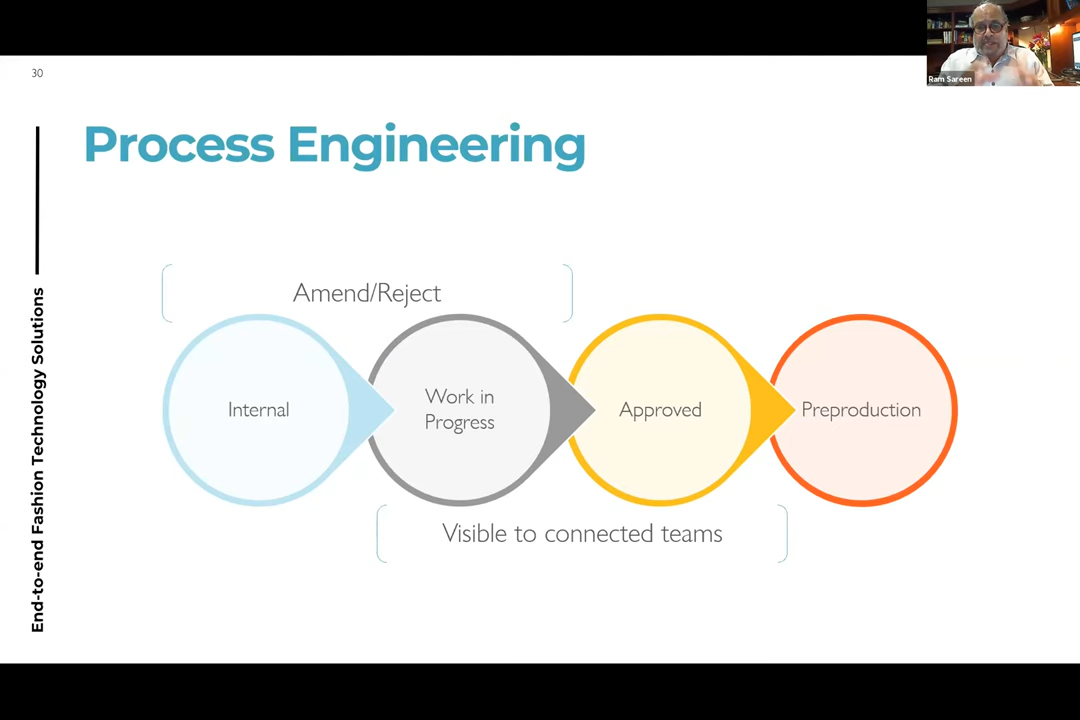 30
Ram Sareen
Process Engineering
End-to-end Fashion Technology Solutions
Amend/Reject
Internal
Work in
Progress
Approved
Preproduction
Visible to connected teams